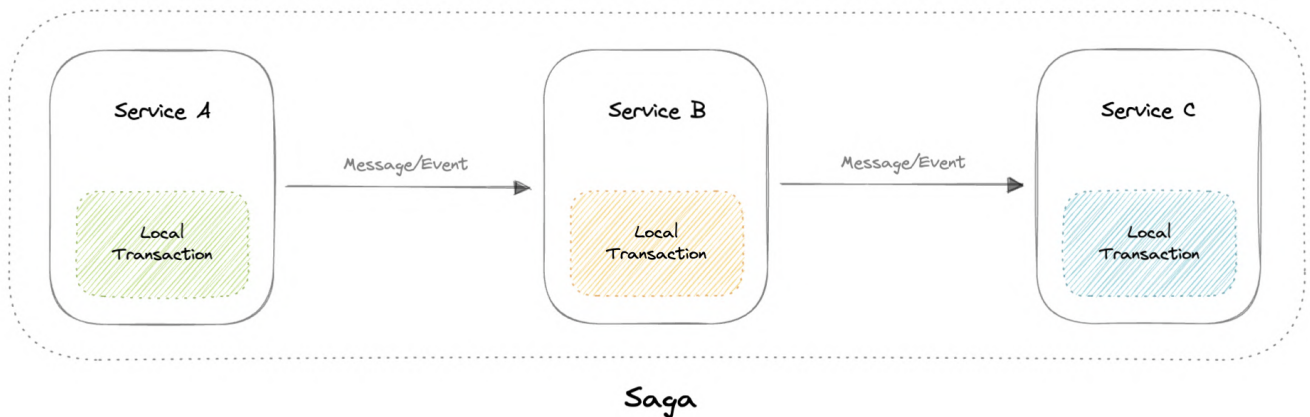 Service A
Service B
Service C
Message/Event
Message/Event
Local
Transaction
Local
Transaction
Local
Transaction
Saga